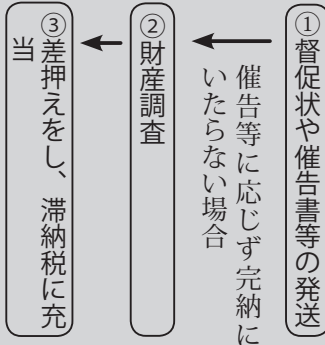 ①督促状や催告書等の発送
催告等に応じず完納に
いたらない場合
②財産調査
③差押えをし、滞納税に充
当